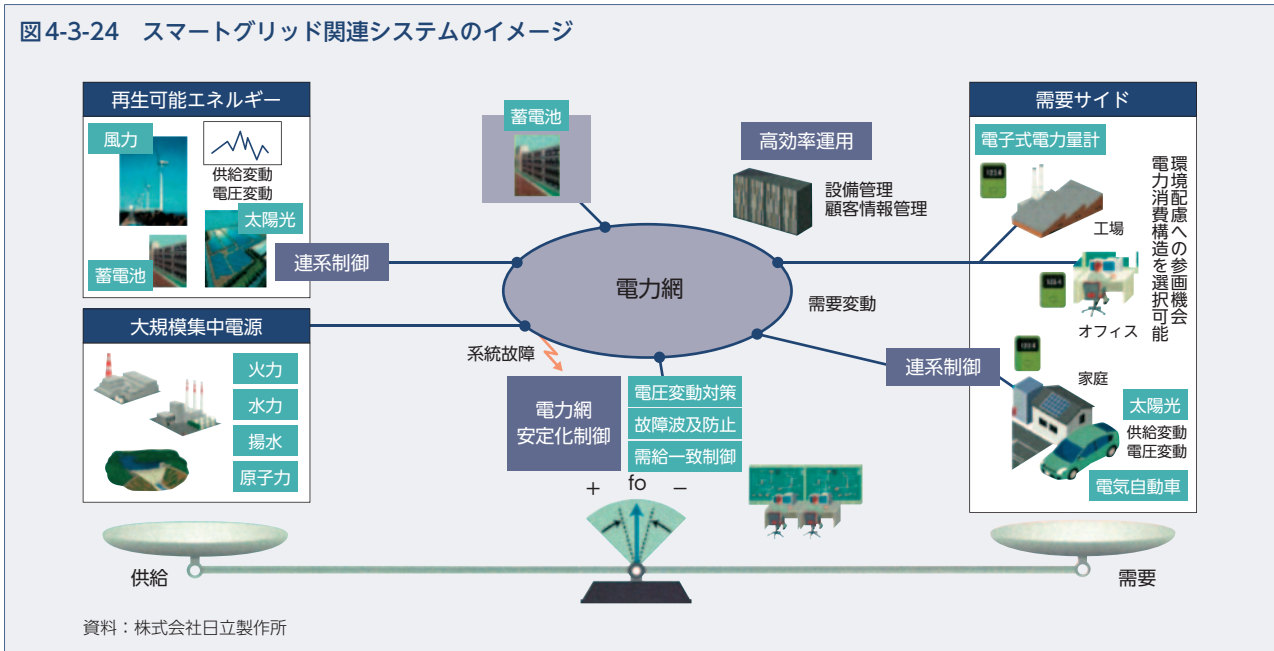 図4-3-24 スマートグリッド関連システムのイメージ
再生可能エネルギー
風力
供給変動
電圧変動
太陽光
蓄電池
連系制御
大規模集中電源
火力
水力
揚水
原子力
蓄電池
高効率運用
設備管理
顧客情報管理
電力網
需要変動
系統故障
電力網
安定化制御
電圧変動対策
故障波及防止
需給一致制御
+ fo −
連系制御
需要サイド
電子式電力量計
工場
オフィス
環境配慮への参画機会
電力消費構造を選択可能
家庭
太陽光
供給変動
電圧変動
電気自動車
供給
需要
資料：株式会社日立製作所